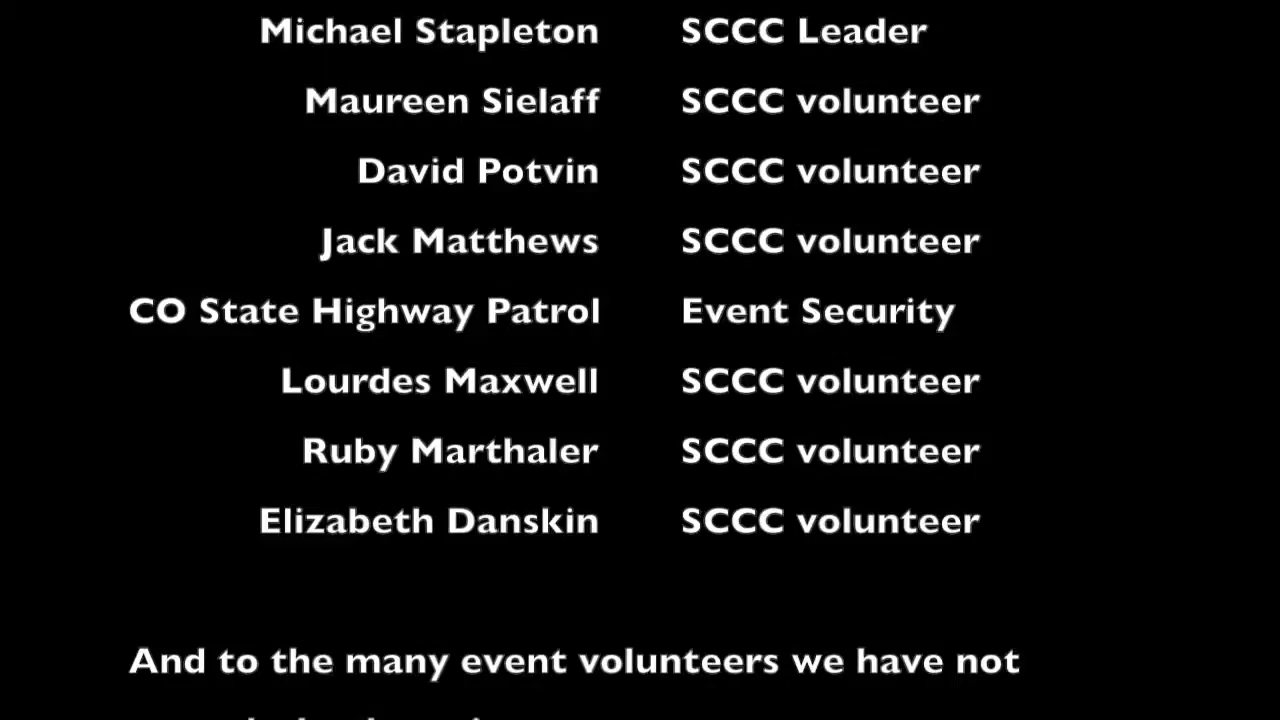 Michael Stapleton SCCC Leader
Maureen Sielaff SCCC volunteer
David Potvin SCCC volunteer
Jack Matthews SCCC volunteer
CO State Highway Patrol Event Security
Lourdes Maxwell SCCC volunteer
Ruby Marthaler SCCC volunteer
Elizabeth Danskin SCCC volunteer
And to the many event volunteers we have not